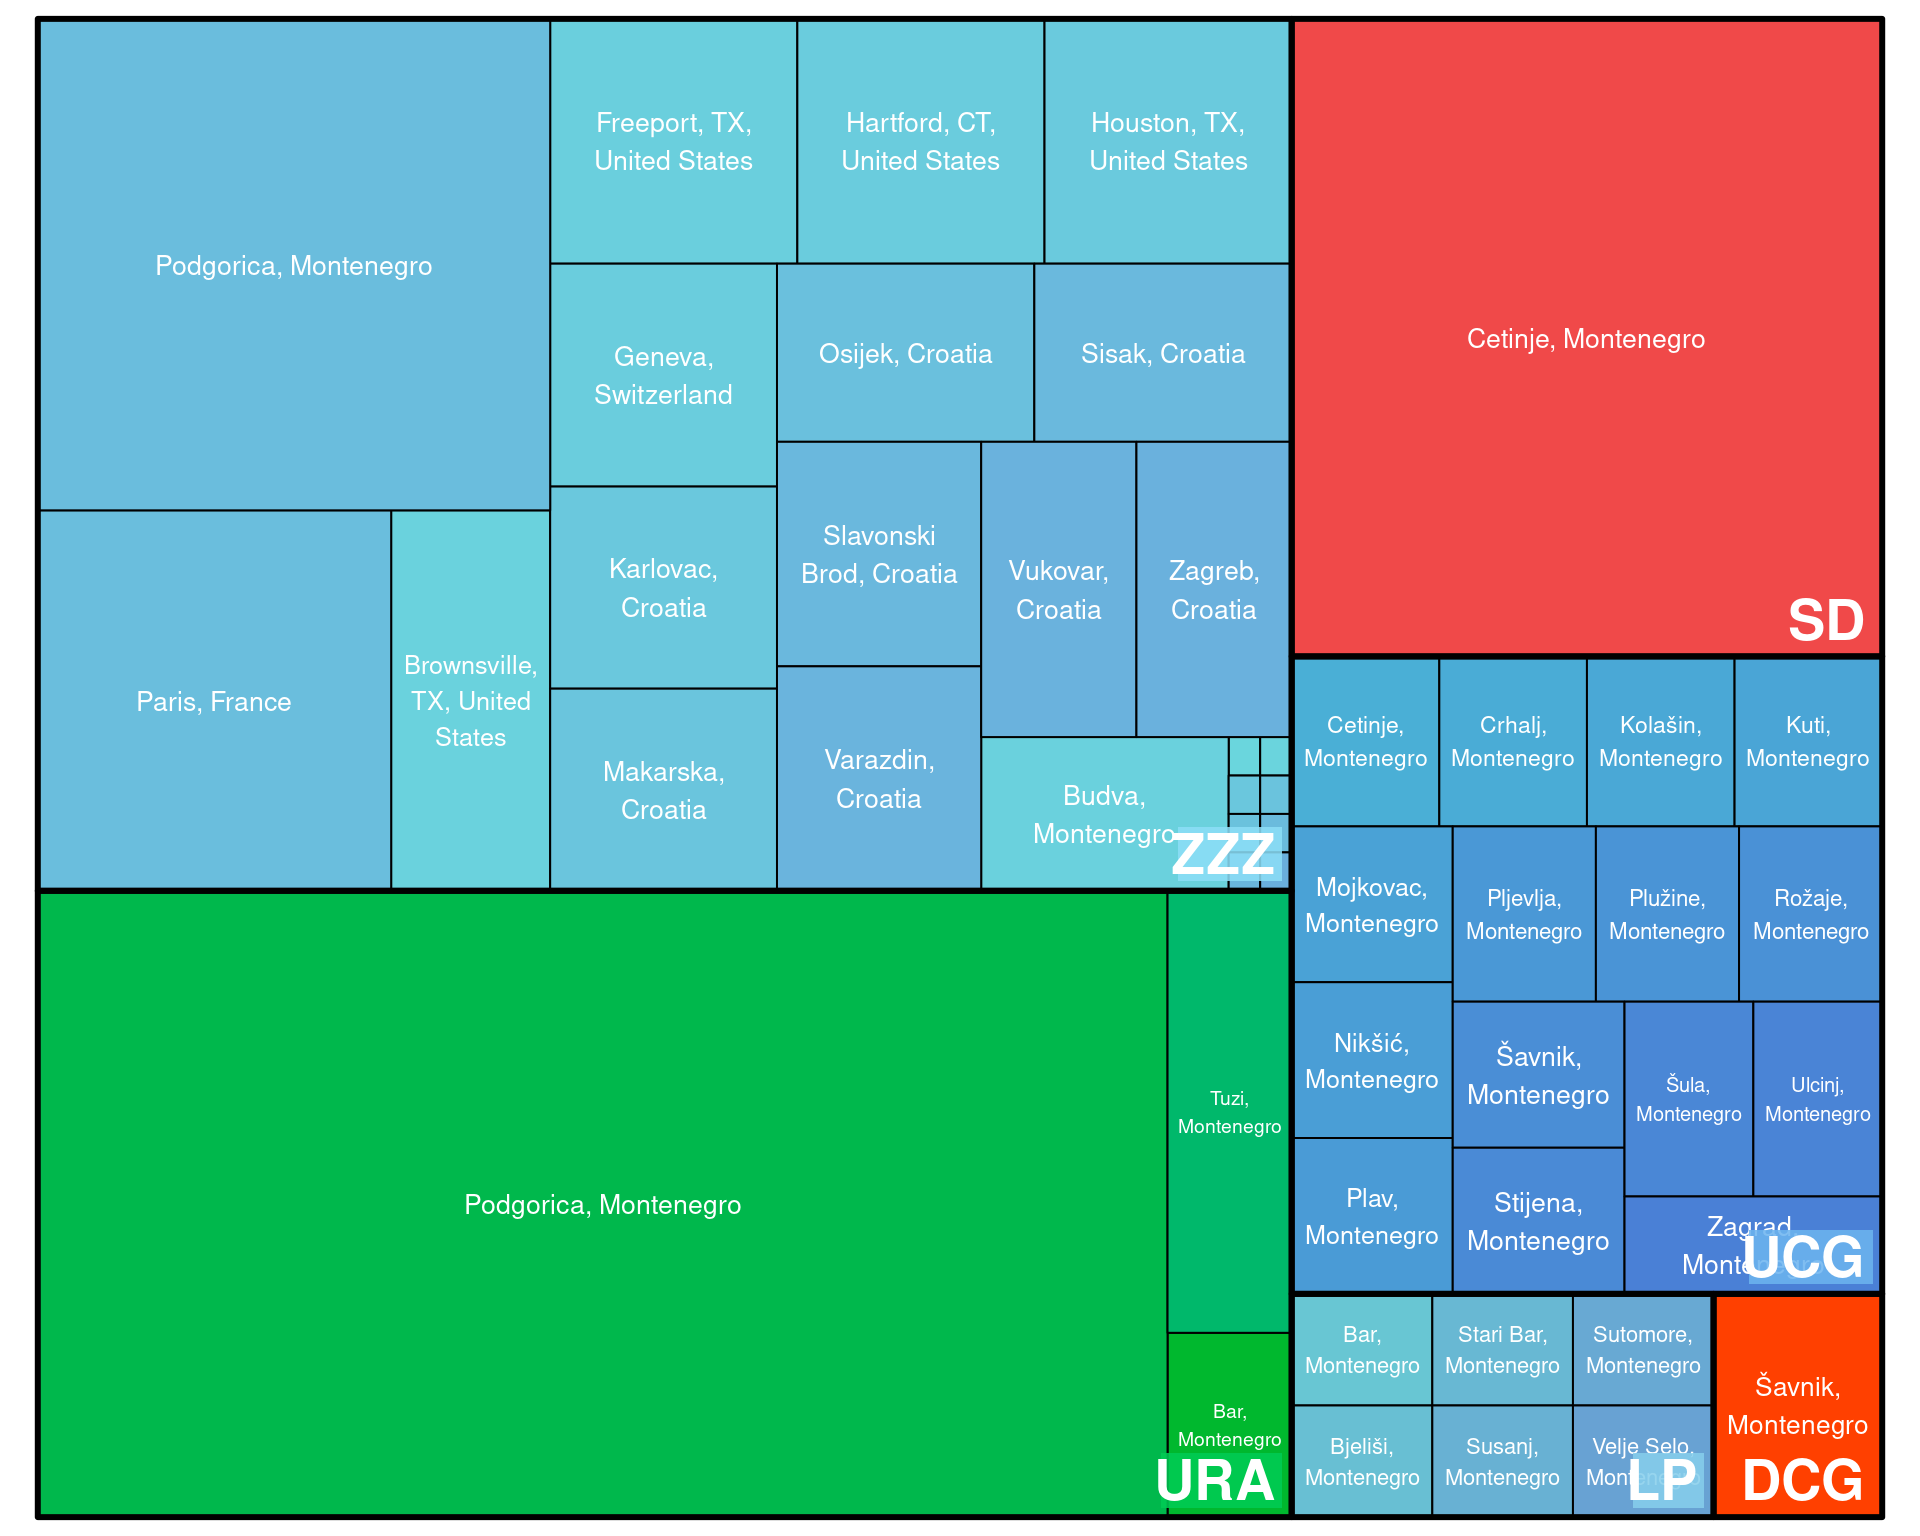 Podgorica, Montenegro
Freeport, TX,
United States
Hartford, CT,
United States
Houston, TX,
United States
Geneva,
Switzerland
Osijek, Croatia
Sisak, Croatia
Paris, France
Brownsville,
TX, United
States
Karlovac,
Croatia
Makarska,
Croatia
Slavonski
Brod, Croatia
Vukovar,
Croatia
Zagreb,
Croatia
Varazdin,
Croatia
Budva,
Montenegro
ZZZ
Cetinje, Montenegro
SD
Cetinje,
Montenegro
Crhalj,
Montenegro
Kolašin,
Montenegro
Kuti,
Montenegro
Mojkovac,
Montenegro
Pljevlja,
Montenegro
Plužine,
Montenegro
Rožaje,
Montenegro
Nikšić,
Montenegro
Šavnik,
Montenegro
Šula,
Montenegro
Ulcinj,
Montenegro
Plav,
Montenegro
Stijena,
Montenegro
Zagrad,
Montenegro
UCG
Podgorica, Montenegro
Tuzi,
Montenegro
Bar,
Montenegro
URA
Bar,
Montenegro
Stari Bar,
Montenegro
Sutomore,
Montenegro
Bjeliši,
Montenegro
Susanj,
Montenegro
Velje Selo,
Montenegro
LP
Šavnik,
Montenegro
DCG